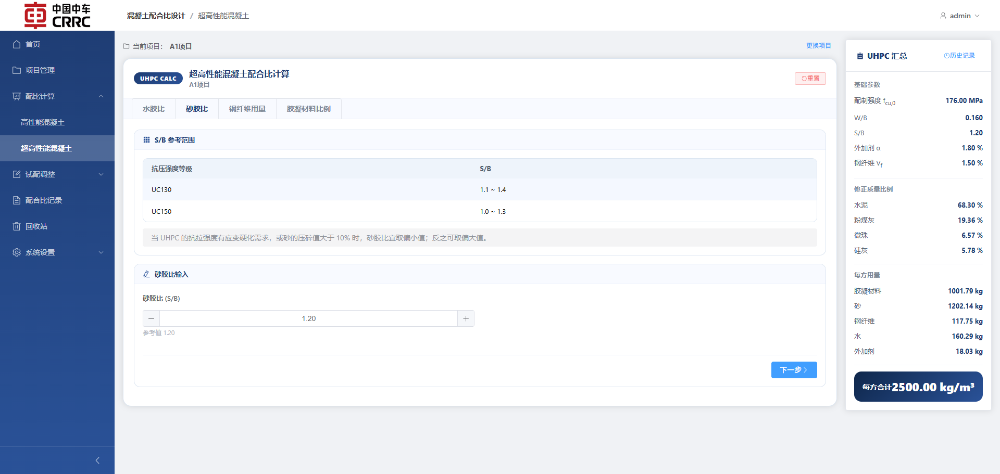 中国中车
CRRC
混凝土配合比设计 / 超高性能混凝土
admin
首页
项目管理
配比计算
高性能混凝土
超高性能混凝土
试配调整
配合比记录
回收站
系统设置
当前项目： A1项目
更换项目
UHPC CALC
超高性能混凝土配合比计算
A1项目
重置
水胶比
砂胶比
钢纤维用量
胶凝材料比例
S/B 参考范围
抗压强度等级 S/B
UC130 1.1 ~ 1.4
UC150 1.0 ~ 1.3
当 UHPC 的抗拉强度有应变硬化需求，或砂的压碎值大于 10% 时，砂胶比宜取偏小值；反之可取偏大值。
砂胶比输入
砂胶比 (S/B)
1.20
参考值 1.20
下一步
UHPC 汇总
历史记录
基础参数
配制强度 fcu,0 176.00 MPa
W/B 0.160
S/B 1.20
外加剂 α 1.80 %
钢纤维 Vf 1.50 %
修正质量比例
水泥 68.30 %
粉煤灰 19.36 %
微珠 6.57 %
硅灰 5.78 %
每方用量
胶凝材料 1001.79 kg
砂 1202.14 kg
钢纤维 117.75 kg
水 160.29 kg
外加剂 18.03 kg
每方合计2500.00 kg/m³